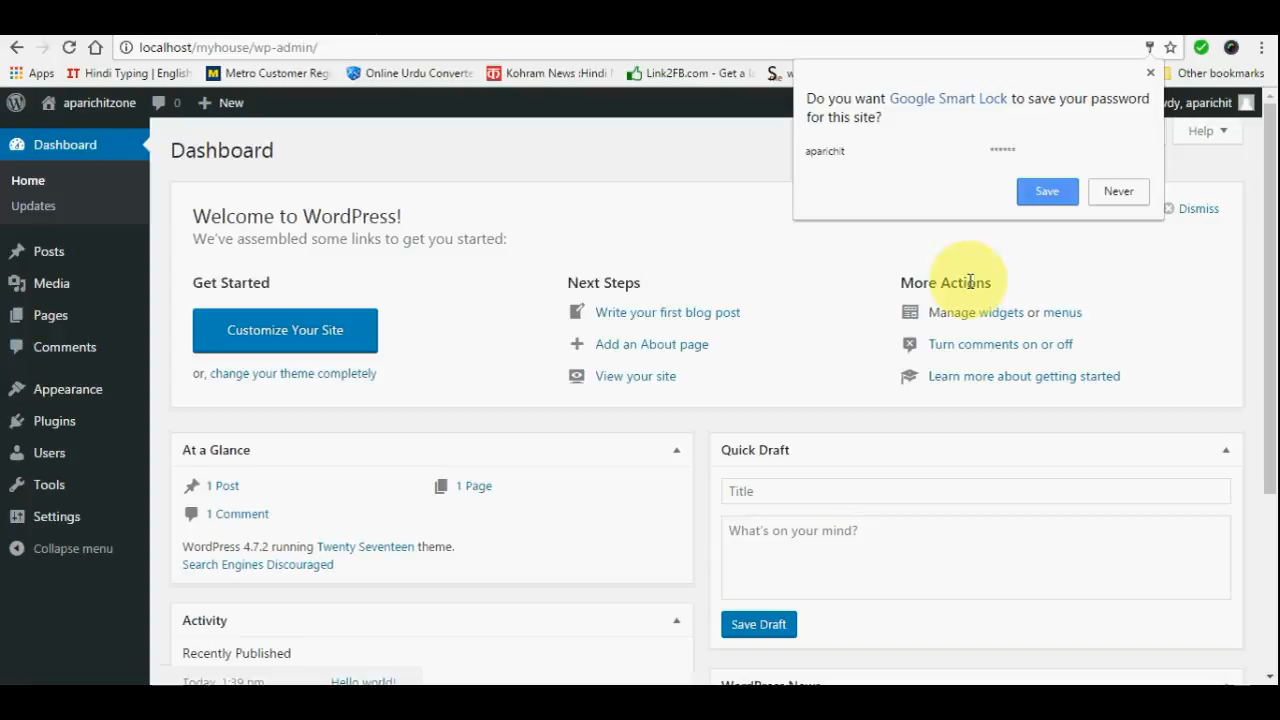 localhost/myhouse/wp-admin/
Apps
Hindi Typing | English
Metro Customer Reg
Online Urdu Converte
Kohram News :Hindi
Link2FB.com - Get a l
Other bookmarks
aparichitzone
0
New
dy, aparichit
Do you want Google Smart Lock to save your password
for this site?
aparichit ******
Save
Never
Help
Dashboard
Home
Updates
Posts
Media
Pages
Comments
Appearance
Plugins
Users
Tools
Settings
Collapse menu
Dashboard
Dismiss
Welcome to WordPress!
We've assembled some links to get you started:
Get Started
Customize Your Site
or, change your theme completely
Next Steps
Write your first blog post
Add an About page
View your site
More Actions
Manage widgets or menus
Turn comments on or off
Learn more about getting started
At a Glance
1 Post
1 Page
1 Comment
WordPress 4.7.2 running Twenty Seventeen theme.
Search Engines Discouraged
Activity
Recently Published
Today, 1:39 pm
Hello world!
Quick Draft
Title
What's on your mind?
Save Draft
WordPress News